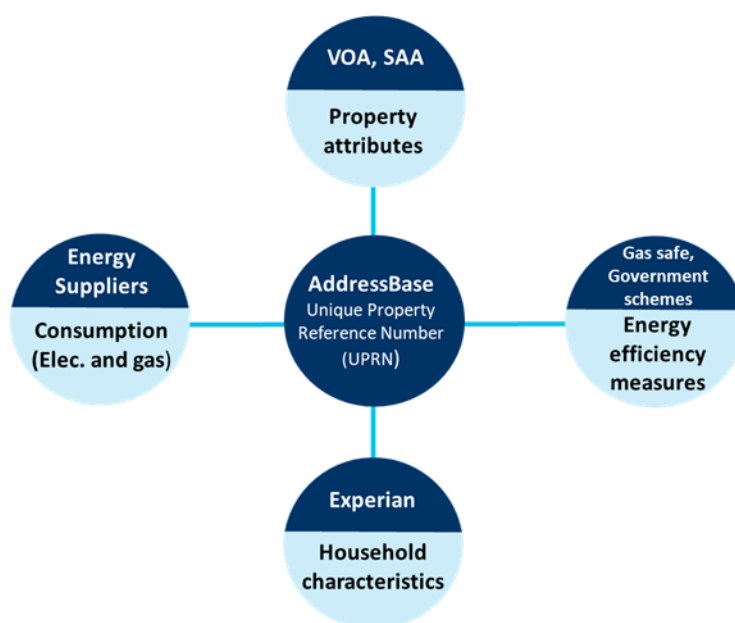 VOA, SAA
Property
attributes
Energy
Suppliers
Consumption
(Elec. and gas)
AddressBase
Unique Property
Reference Number
(UPRN)
Gas safe,
Government
schemes
Energy
efficiency
measures
Experian
Household
characteristics